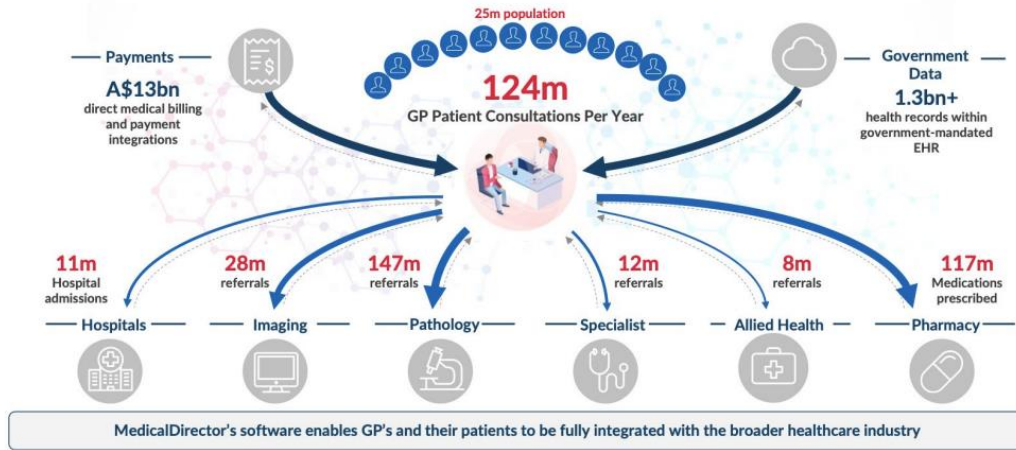 25m population
Payments
A$13bn
direct medical billing
and payment
integrations
124m
GP Patient Consultations Per Year
Government
Data
1.3bn+
health records within
government-mandated
EHR
11m
Hospital
admissions
28m
referrals
147m
referrals
12m
referrals
8m
referrals
117m
Medications
prescribed
Hospitals
Imaging
Pathology
Specialist
Allied Health
Pharmacy
MedicalDirector's software enables GP's and their patients to be fully integrated with the broader healthcare industry